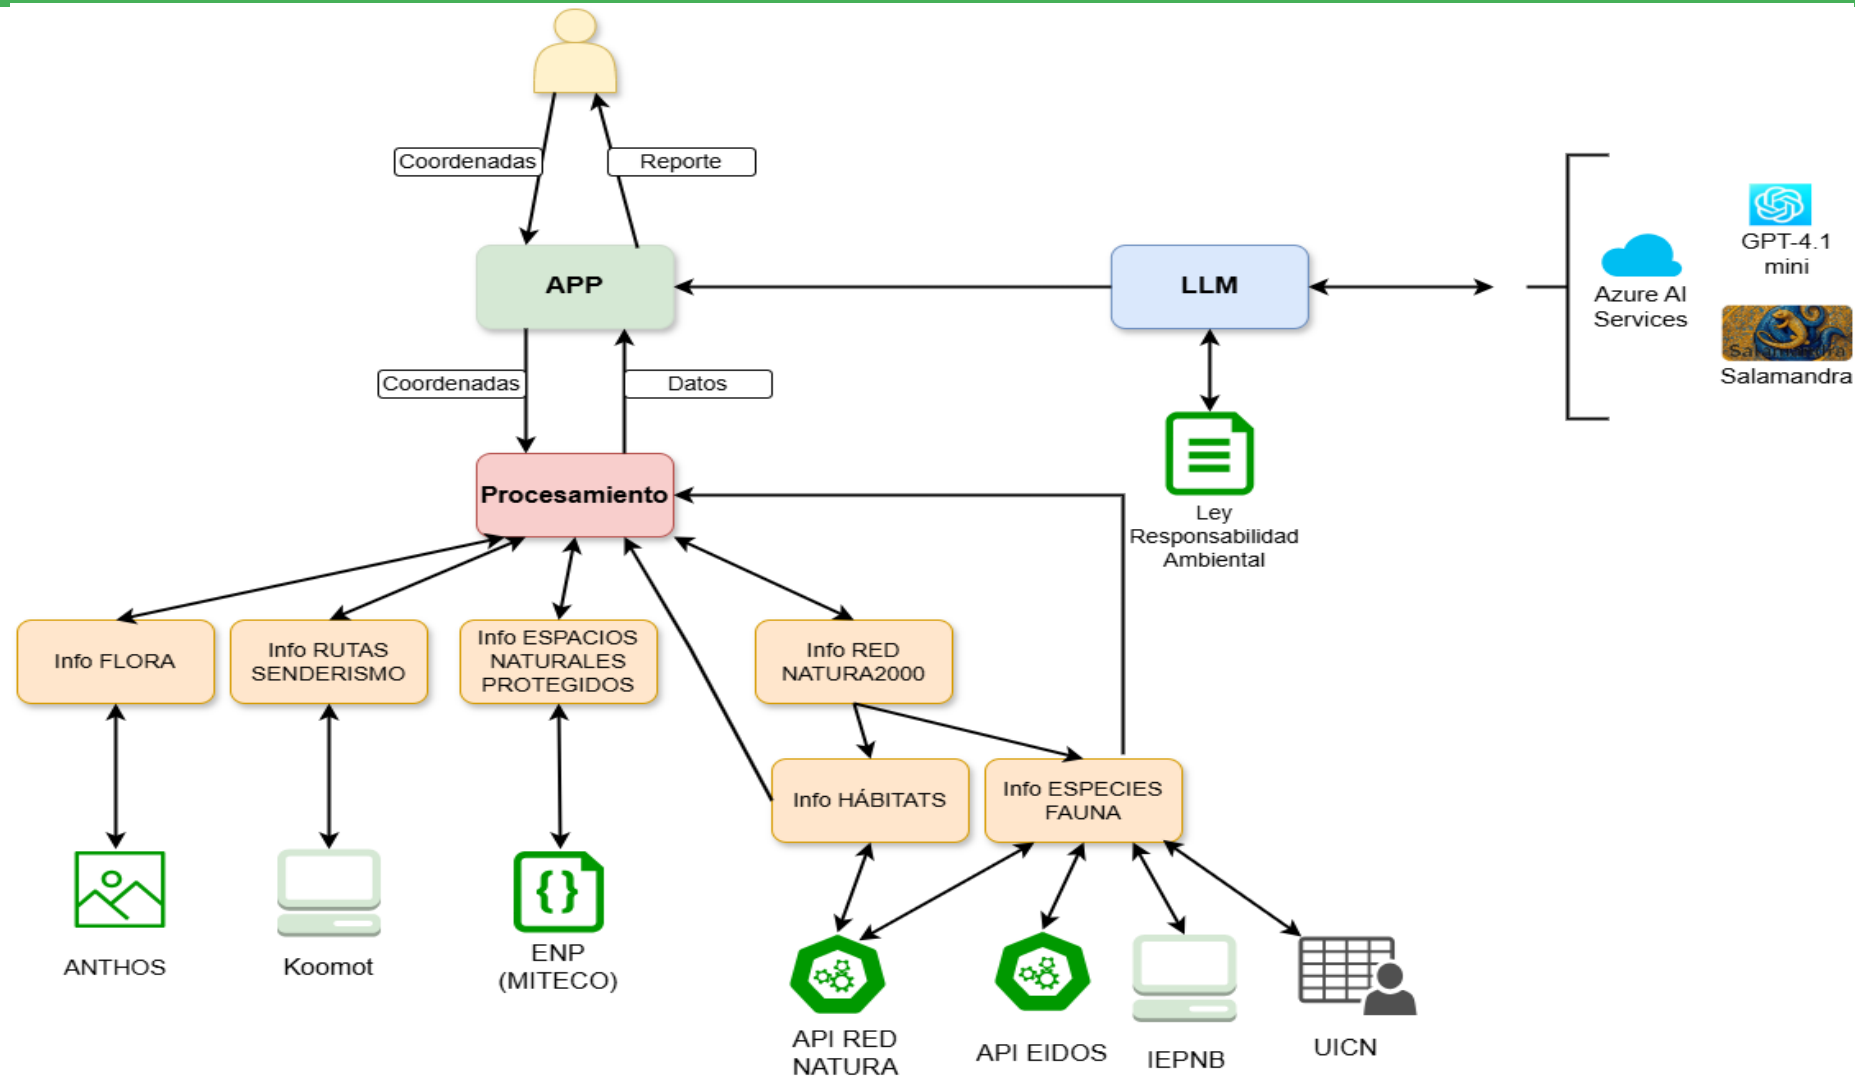 Coordenadas
Reporte
APP
LLM
GPT-4.1
mini
Azure AI
Services
Salamandra
Salamandra
Coordenadas
Datos
Procesamiento
Ley
Responsabilidad
Ambiental
Info FLORA
Info RUTAS
SENDERISMO
Info ESPACIOS
NATURALES
PROTEGIDOS
Info RED
NATURA2000
Info HÁBITATS
Info ESPECIES
FAUNA
{}
ANTHOS
Koomot
ENP
(MITECO)
API RED
NATURA
API EIDOS
IEPNB
UICN